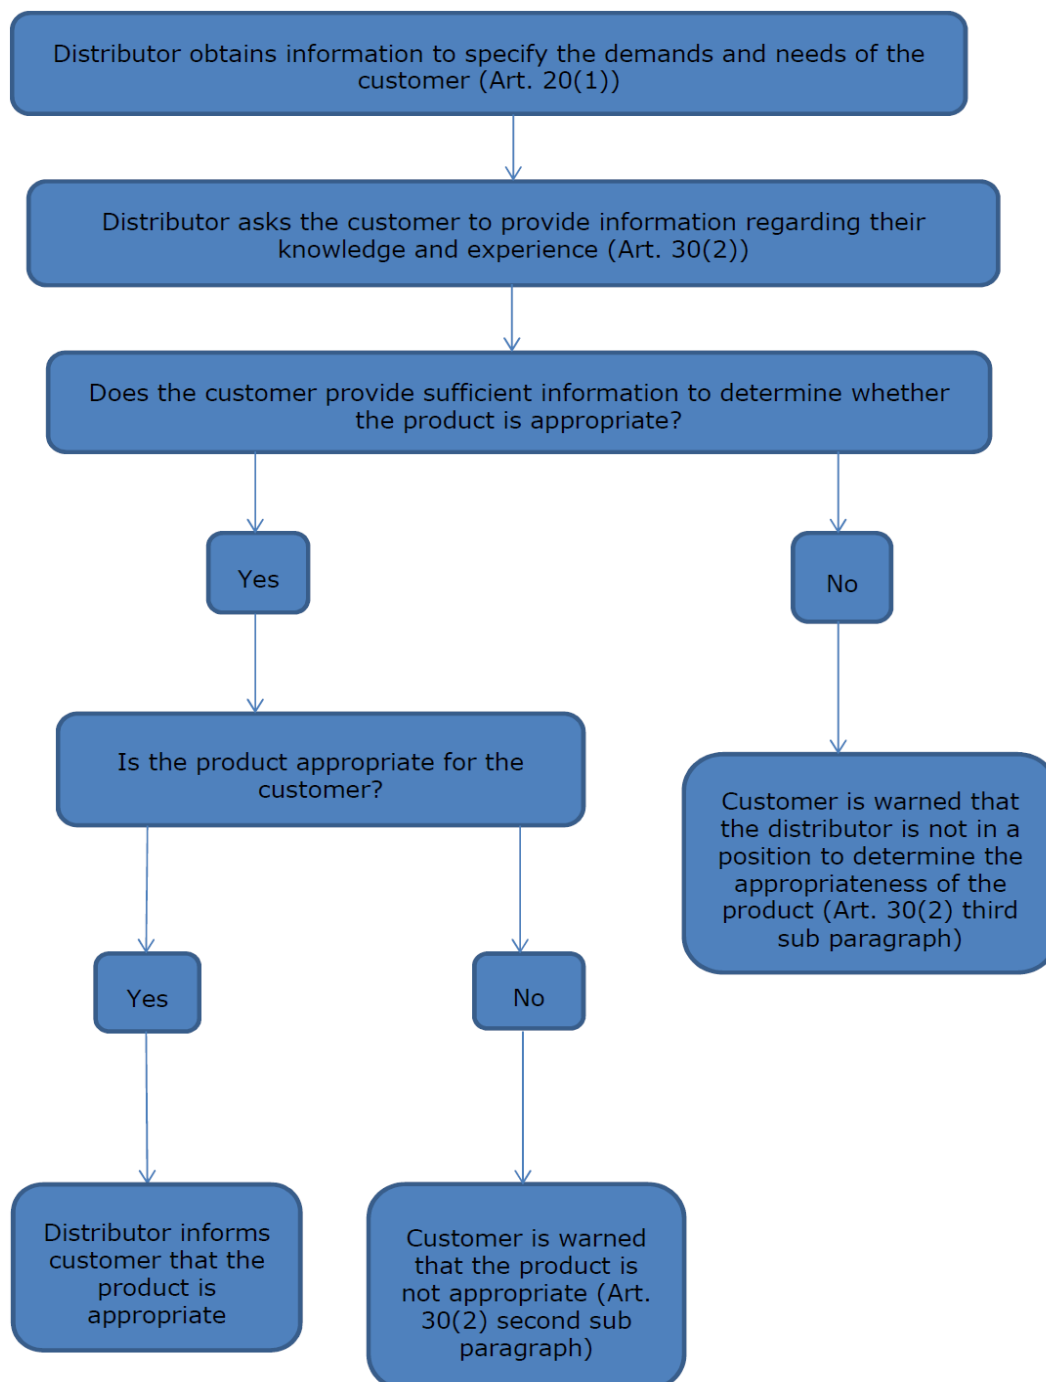 Distributor obtains information to specify the demands and needs of the
customer (Art. 20(1))
Distributor asks the customer to provide information regarding their
knowledge and experience (Art. 30(2))
Does the customer provide sufficient information to determine whether
the product is appropriate?
Yes
No
Is the product appropriate for the
customer?
Customer is warned that
the distributor is not in a
position to determine the
appropriateness of the
product (Art. 30(2) third
sub paragraph)
Yes
No
Distributor informs
customer that the
product is
appropriate
Customer is warned
that the product is
not appropriate (Art.
30(2) second sub
paragraph)